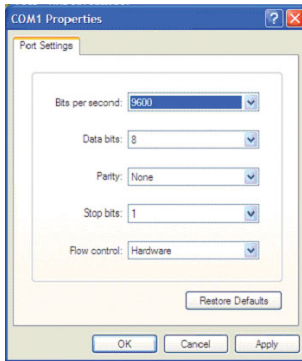 COM1 Properties
Port Settings
Bits per second: 9600
Data bits: 8
Parity: None
Stop bits: 1
Flow control: Hardware
Restore Defaults
OK Cancel Apply